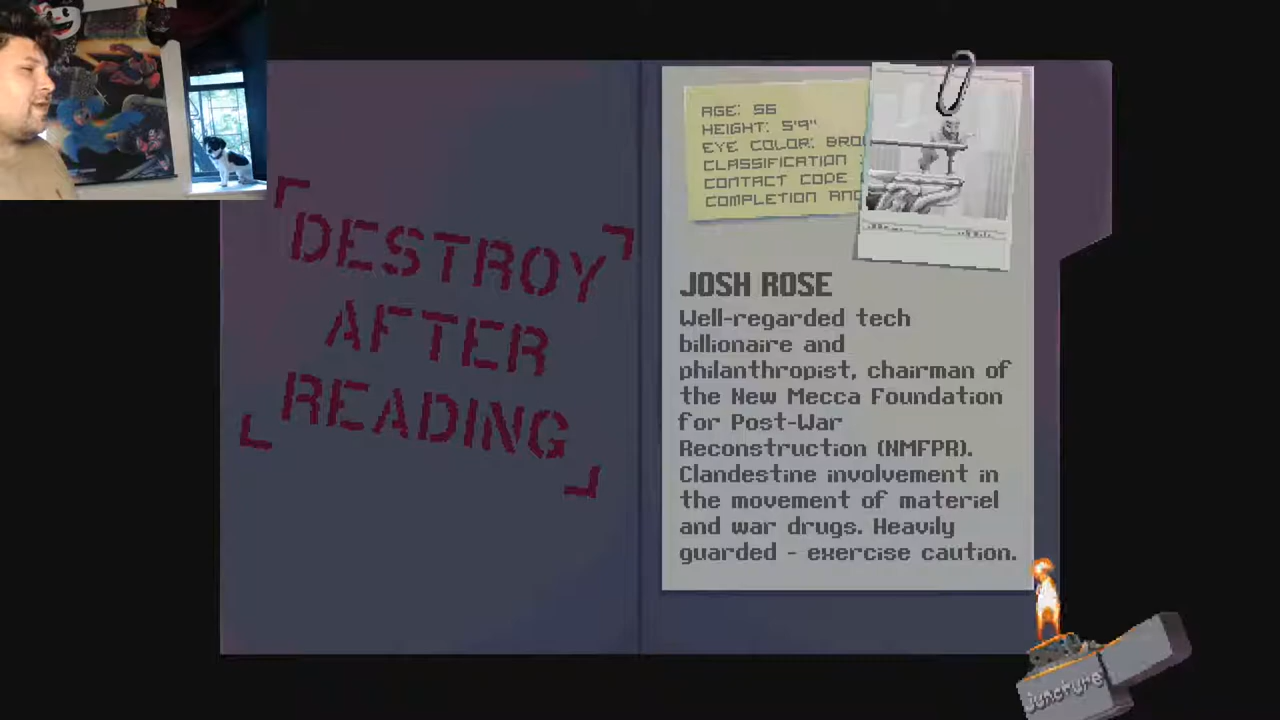 DESTROY
AFTER
READING
AGE: 56
HEIGHT: 5'9"
EYE COLOR:
CLASSIFICATION
CONTACT CODE
COMPLETION
JOSH ROSE
Well-regarded tech
billionaire and
philanthropist, chairman of
the New Mecca Foundation
for Post-War
Reconstruction (NMFPR).
Clandestine involvement in
the movement of materiel
and war drugs. Heavily
guarded - exercise caution.
Juncture